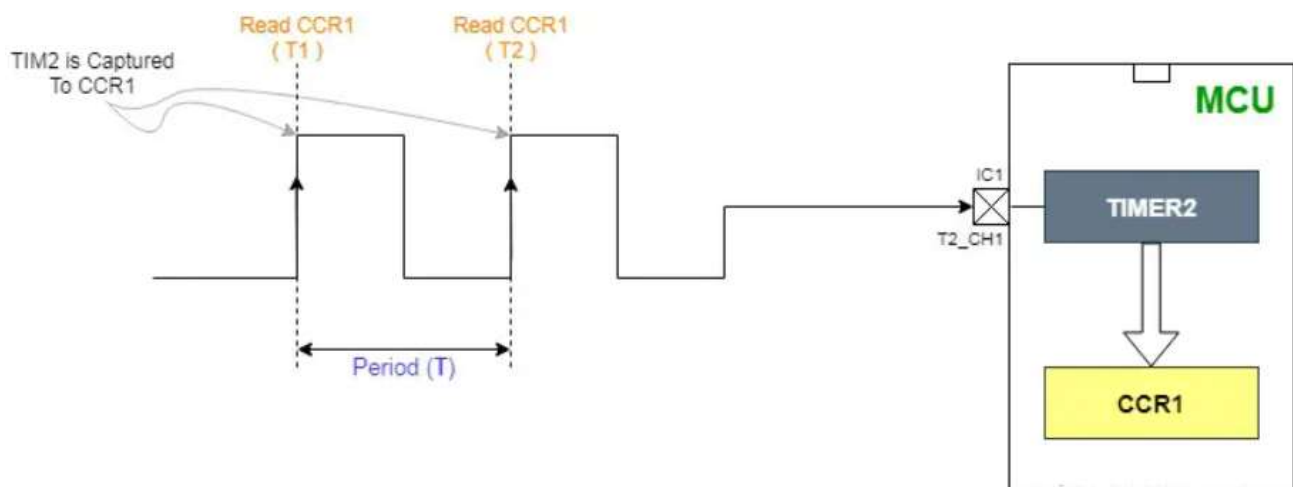 Read CCR1
( T1 )
Read CCR1
( T2 )
TIM2 is Captured
To CCR1
Period (T)
MCU
IC1
T2_CH1
TIMER2
CCR1